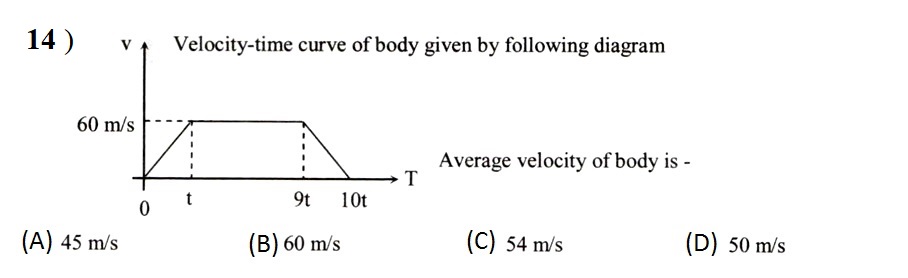 14 )
v Velocity-time curve of body given by following diagram
60 m/s
Average velocity of body is -
T
0 t 9t 10t
(A) 45 m/s (B) 60 m/s (C) 54 m/s (D) 50 m/s